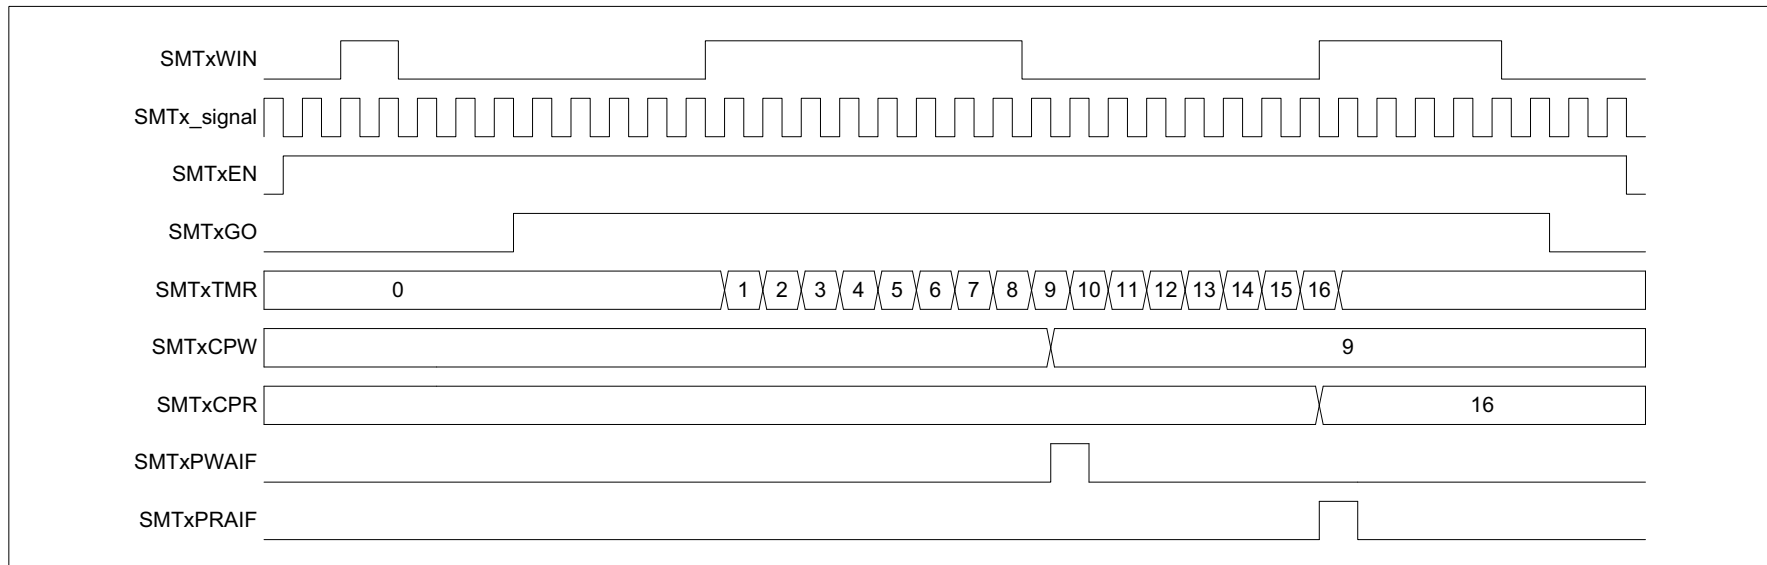 SMTxWIN
SMTx_signal
SMTxEN
SMTxGO
SMTxTMR 0 1 2 3 4 5 6 7 8 9 10 11 12 13 14 15 16
SMTxCPW 9
SMTxCPR 16
SMTxPWAIF
SMTxPRAIF